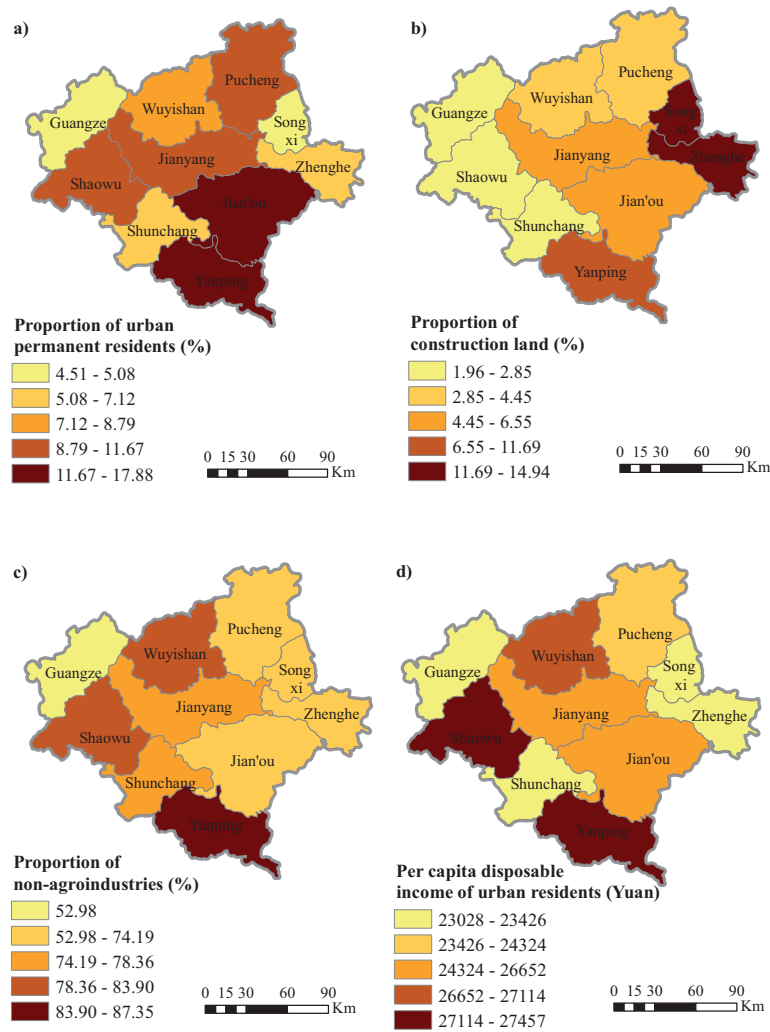 a)
Pucheng
Wuyishan
Guangze
Song
xi
Jianyang
Zhenghe
Shaowu
Jian'ou
Shunchang
Yanping
Proportion of urban
permanent residents (%)
4.51 - 5.08
5.08 - 7.12
7.12 - 8.79
8.79 - 11.67
11.67 - 17.88
0 15 30 60 90
Km
b)
Pucheng
Wuyishan
Guangze
Song
xi
Jianyang
Zhenghe
Shaowu
Jian'ou
Shunchang
Yanping
Proportion of
construction land (%)
1.96 - 2.85
2.85 - 4.45
4.45 - 6.55
6.55 - 11.69
11.69 - 14.94
0 15 30 60 90
Km
c)
Pucheng
Wuyishan
Guangze
Song
xi
Jianyang
Zhenghe
Shaowu
Jian'ou
Shunchang
Yanping
Proportion of
non-agroindustries (%)
52.98
52.98 - 74.19
74.19 - 78.36
78.36 - 83.90
83.90 - 87.35
0 15 30 60 90
Km
d)
Pucheng
Wuyishan
Guangze
Song
xi
Jianyang
Zhenghe
Shaowu
Jian'ou
Shunchang
Yanping
Per capita disposable
income of urban residents (Yuan)
23028 - 23426
23426 - 24324
24324 - 26652
26652 - 27114
27114 - 27457
0 15 30 60 90
Km